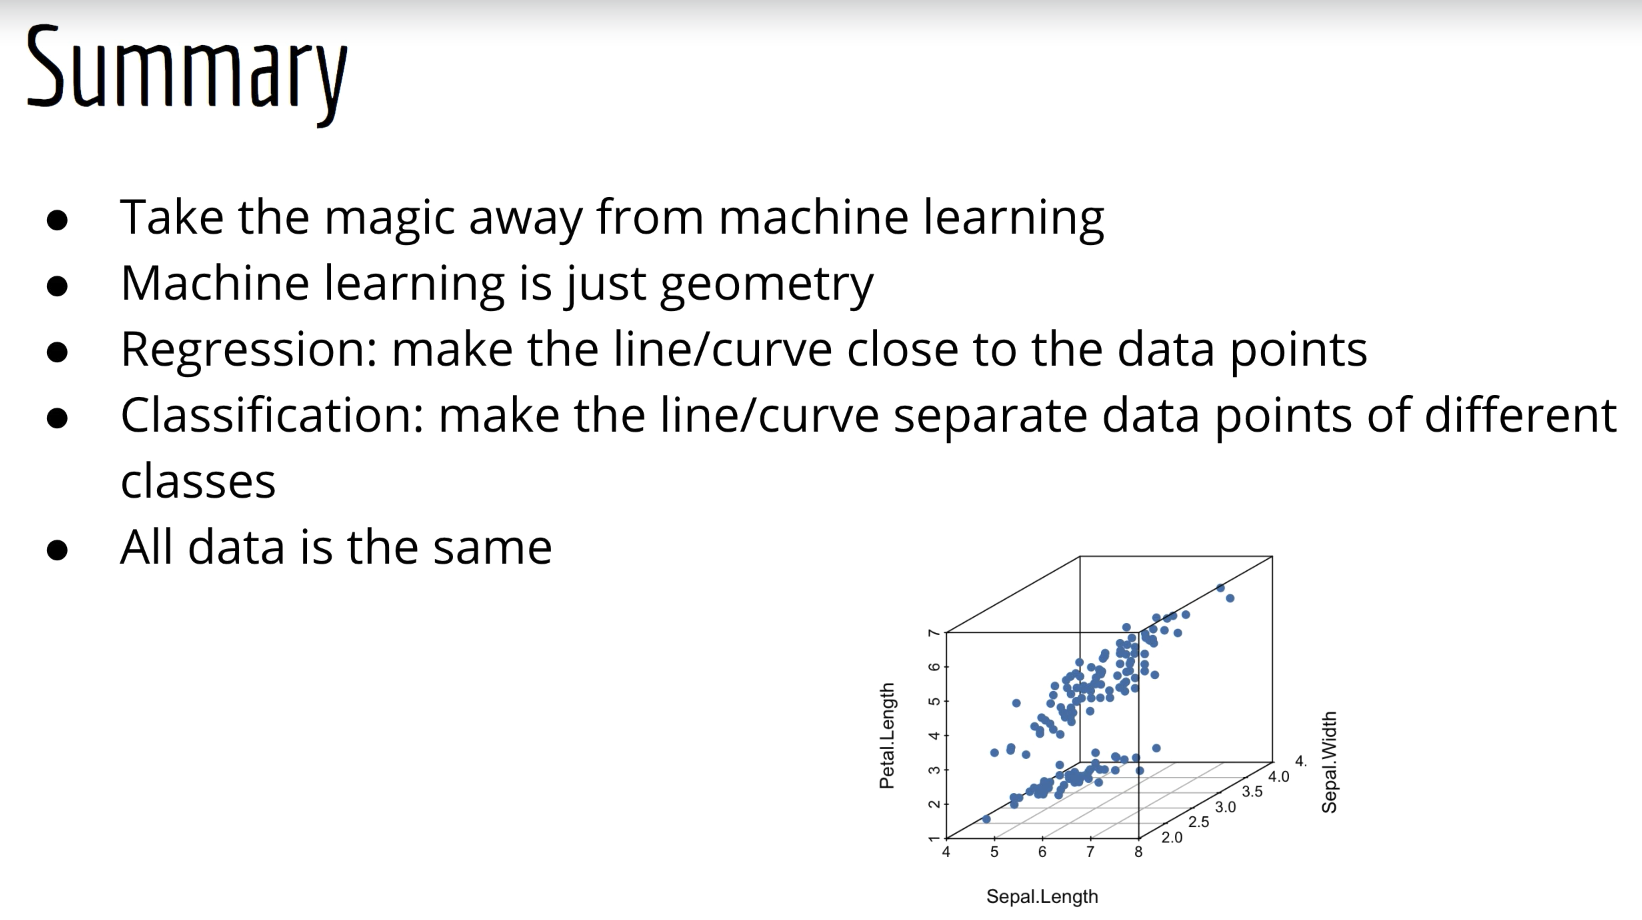 Summary
● Take the magic away from machine learning
● Machine learning is just geometry
● Regression: make the line/curve close to the data points
● Classification: make the line/curve separate data points of different
classes
● All data is the same
7
6
5
4
3
2
1
Petal.Length
4 5 6 7 8
Sepal.Length
4.
4.0
3.5
3.0
2.5
2.0
Sepal.Width